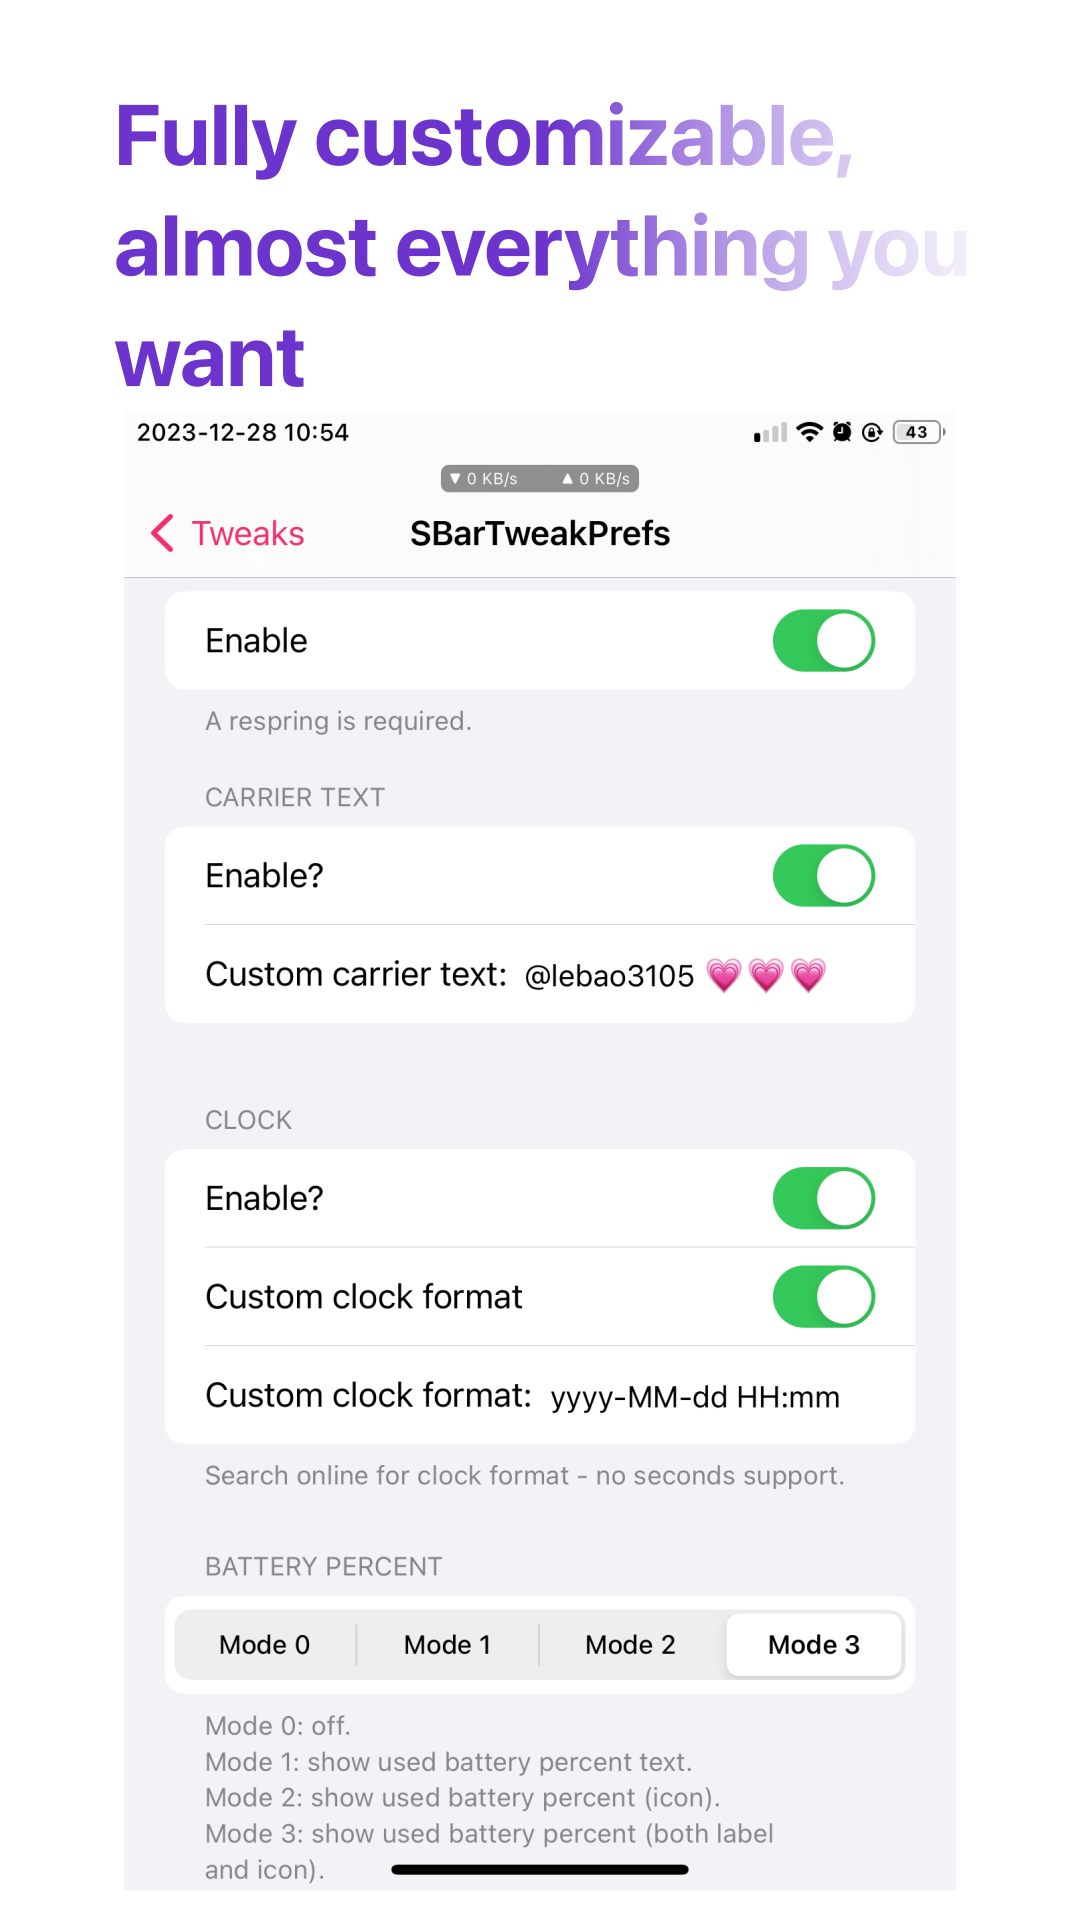 Fully customizable,
almost everything you
want
2023-12-28 10:54
43
▼ 0 KB/s ▲ 0 KB/s
Tweaks
SBarTweakPrefs
Enable
A respring is required.
CARRIER TEXT
Enable?
Custom carrier text: @lebao3105 💗💗💗
CLOCK
Enable?
Custom clock format
Custom clock format: yyyy-MM-dd HH:mm
Search online for clock format - no seconds support.
BATTERY PERCENT
Mode 0 Mode 1 Mode 2 Mode 3
Mode 0: off.
Mode 1: show used battery percent text.
Mode 2: show used battery percent (icon).
Mode 3: show used battery percent (both label
and icon).